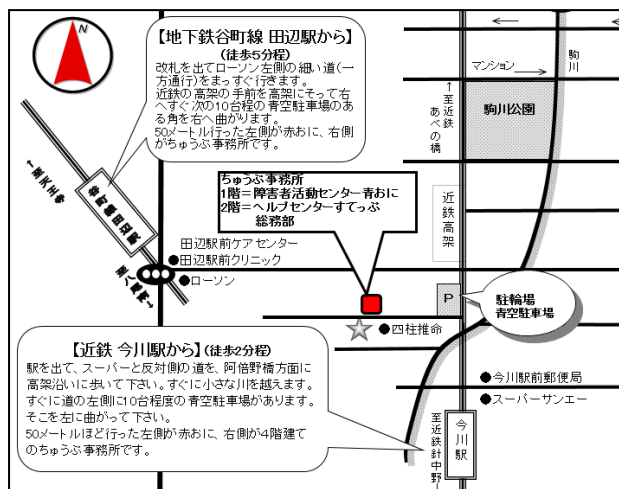 N
【地下鉄谷町線 田辺駅から】
(徒歩5分程)
改札を出てローソン左側の細い道(一
方通行)をまっすぐ行きます。
近鉄の高架の手前を高架にそって右
へすぐ次の10台程の青空駐車場のあ
る角を右へ曲がります。
50メートル行った左側が赤おに、右側
がちゅうぶ事務所です。
マンション
駒川
駒川公園
←至近鉄
あべの橋
近鉄高架
←至天王寺
谷町線田辺駅
至八尾南→
ちゅうぶ事務所
1階=障害者活動センター青おに
2階=ヘルプセンターすてっぷ
総務部
田辺駅前ケアセンター
●田辺駅前クリニック
●ローソン
P
駐輪場
青空駐車場
●四柱推命
【近鉄 今川駅から】(徒歩2分程)
駅を出て、スーパーと反対側の道を、阿倍野橋方面に
高架沿いに歩いて下さい。すぐに小さな川を越えます。
すぐに道の左側に10台程度の青空駐車場があります。
そこを左に曲がって下さい。
50メートルほど行った左側が赤おに、右側が4階建て
のちゅうぶ事務所です。
●今川駅前郵便局
●スーパーサンエー
今川駅
至近鉄針中野→